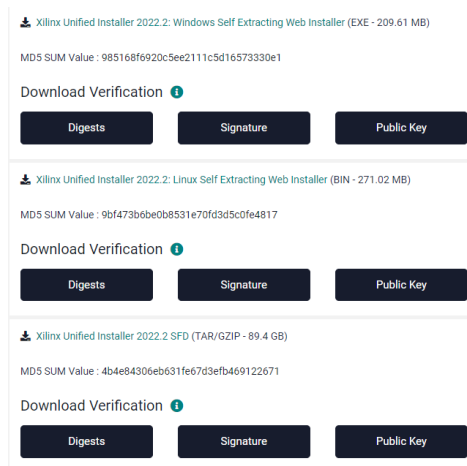 Xilinx Unified Installer 2022.2: Windows Self Extracting Web Installer (EXE - 209.61 MB)
MD5 SUM Value : 985168f6920c5ee2111c5d16573330e1
Download Verification
Digests Signature Public Key
Xilinx Unified Installer 2022.2: Linux Self Extracting Web Installer (BIN - 271.02 MB)
MD5 SUM Value : 9bf473b6be0b8531e70fd3d5c0fe4817
Download Verification
Digests Signature Public Key
Xilinx Unified Installer 2022.2 SFD (TAR/GZIP - 89.4 GB)
MD5 SUM Value : 4b4e84306eb631fe67d3efb469122671
Download Verification
Digests Signature Public Key